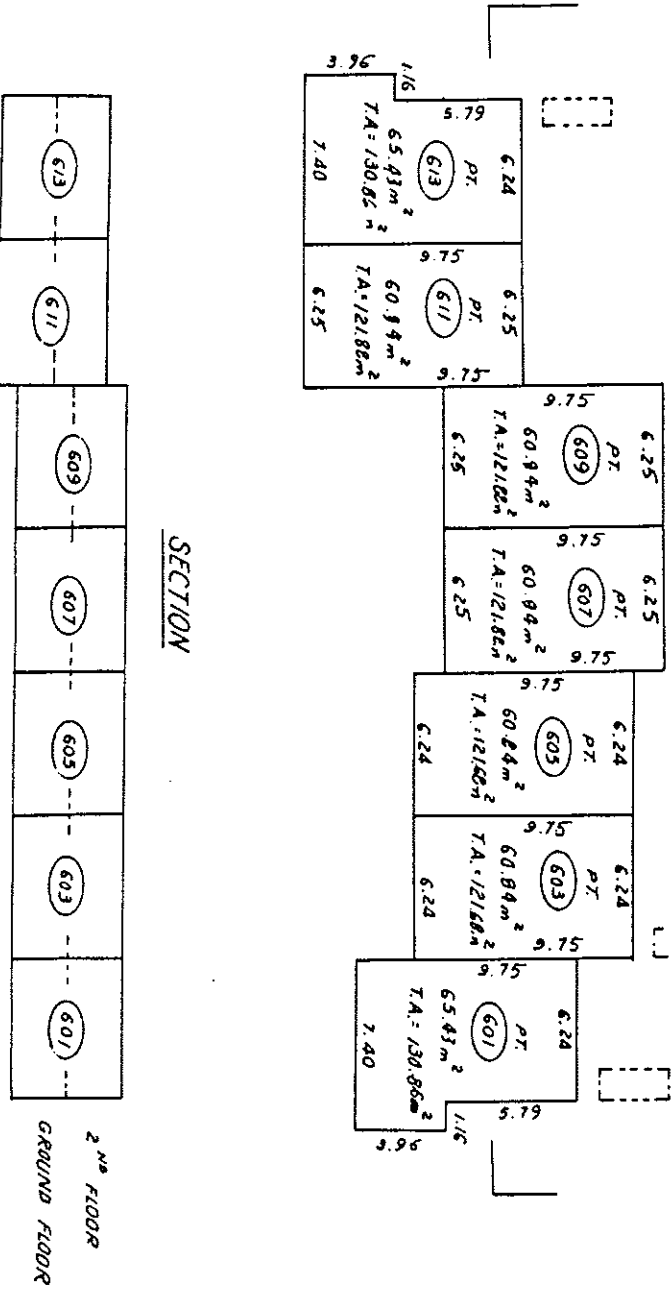 3.96
1.16
5.79
6.24
PT.
613
65.43m²
T.A.= 130.86 m²
7.40
9.75
6.25
PT.
611
60.94m²
T.A.= 121.88m²
6.25
9.75
9.75
6.25
PT.
609
60.94m²
T.A.= 121.88m
6.25
9.75
6.25
PT.
607
60.94m²
T.A.= 121.88m
6.25
9.75
9.75
6.24
PT.
605
60.84m²
T.A.= 121.68m²
6.24
9.75
6.24
PT.
603
60.84m²
T.A.= 121.68m²
6.24
9.75
9.75
6.24
PT.
601
65.43m²
T.A.= 130.86m²
7.40
5.79
1.16
3.96
SECTION
613
611
609
607
605
603
601
2ND FLOOR
GROUND FLOOR